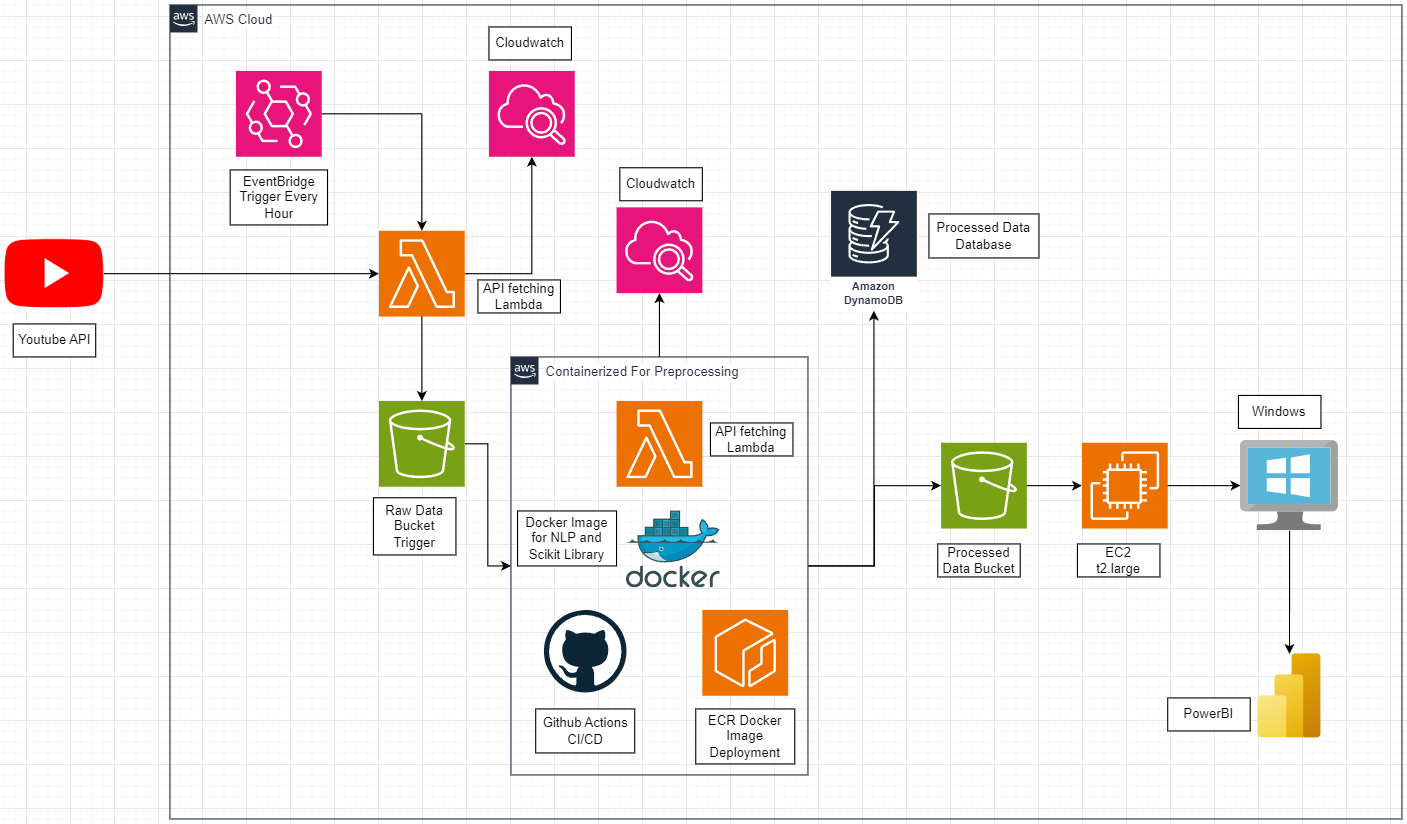 aws
AWS Cloud
Cloudwatch
EventBridge
Trigger Every
Hour
Cloudwatch
Processed Data
Database
Amazon
DynamoDB
API fetching
Lambda
Youtube API
aws
Containerized For Preprocessing
API fetching
Lambda
Windows
Raw Data
Bucket
Trigger
Docker Image
for NLP and
Scikit Library
docker
Processed
Data Bucket
EC2
t2.large
Github Actions
CI/CD
ECR Docker
Image
Deployment
PowerBI